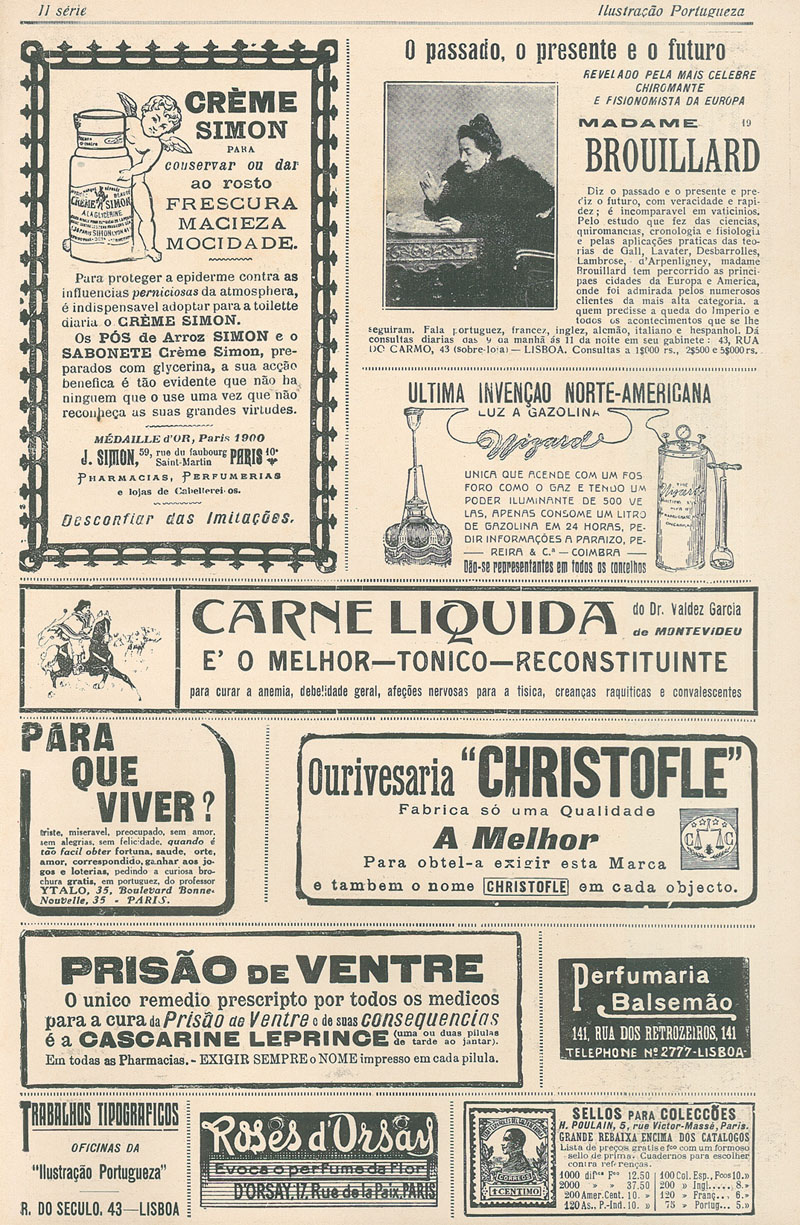 II série
Ilustração Portugueza
CRÈME
SIMON
PARA
conservar ou dar
ao rosto
FRESCURA
MACIEZA
MOCIDADE.
CRÈME SIMON
Para proteger a epiderme contra as
influencias perniciosas da atmosphera,
é indispensavel adoptar para a toilette
diaria o CRÈME SIMON.
Os PÓS de Arroz SIMON e o
SABONETE Crème Simon, pre-
parados com glycerina, a sua acção
benefica é tão evidente que não ha
ninguem que o use uma vez que não
reconheça as suas grandes virtudes.
MÉDAILLE d'OR, Paris 1900
J. SIMON, 59, rue du faubourg Saint-Martin PARIS 10e
PHARMACIAS, PERFUMERIAS
e lojas de Cabellerei-os.
Desconfiar das Imitações.
O passado, o presente e o futuro
REVELADO PELA MAIS CELEBRE
CHIROMANTE
E FISIONOMISTA DA EUROPA
MADAME 19
BROUILLARD
Diz o passado e o presente e pre-
diz o futuro, com veracidade e rapi-
dez; é incomparavel em vaticinios.
Pelo estudo que fez das ciencias,
quiromancias, cronologia e fisiologia
e pelas aplicações praticas das teo-
rias de Gall, Lavater, Desbarrolles,
Lambrose, d'Arpenligney, madame
Brouillard tem percorrido as princi-
paes cidades da Europa e America,
onde foi admirada pelos numerosos
clientes da mais alta categoria, a
quem predisse a queda do Imperio e
todos os acontecimentos que se lhe
seguiram. Fala portuguez, francez, inglez, alemão, italiano e hespanhol. Dá
consultas diarias das 9 da manhã ás 11 da noite em seu gabinete: 43, RUA
DO CARMO, 43 (sobre-loja) — LISBOA. Consultas a 1$000 rs., 2$500 e 5$000 rs.
ULTIMA INVENÇAO NORTE-AMERICANA
LUZ A GAZOLINA
Wizard
UNICA QUE ACENDE COM UM FOS
FORO COMO O GAZ E TENDO UM
PODER ILUMINANTE DE 500 VE
LAS, APENAS CONSOME UM LITRO
DE GAZOLINA EM 24 HORAS, PE-
DIR INFORMAÇÕES A PARAIZO, PE-
REIRA & C.ª — COIMBRA
Dão-se representantes em todos os concelhos
CARNE LIQUIDA do Dr. Valdez Garcia
de MONTEVIDEU
E' O MELHOR—TONICO—RECONSTITUINTE
para curar a anemia, debelidade geral, afeções nervosas para a tisica, creanças raquiticas e convalescentes
PARA
QUE
VIVER?
triste, miseravel, preocupado, sem amor,
sem alegrias, sem felicidade, quando é
tão facil obter fortuna, saude, orte,
amor, correspondido, ganhar aos jo-
gos e loterias, pedindo a curiosa bro-
chura gratis, em portuguez, do professor
YTALO, 35, Boulevard Bonne-
Nouvelle, 35 - PARIS.
Ourivesaria "CHRISTOFLE"
Fabrica só uma Qualidade
A Melhor
Para obtel-a exigir esta Marca
C C
e tambem o nome CHRISTOFLE em cada objecto.
PRISÃO DE VENTRE
O unico remedio prescripto por todos os medicos
para a cura da Prisão de Ventre e de suas consequencias
é a CASCARINE LEPRINCE (uma ou duas pilulas de tarde ao jantar).
Em todas as Pharmacias. - EXIGIR SEMPRE o NOME impresso em cada pilula.
Perfumaria
Balsemão
141, RUA DOS RETROZEIROS, 141
TELEPHONE Nº 2777-LISBOA-
TRABALHOS TIPOGRAFICOS
OFICINAS DA
"Ilustração Portugueza"
R. DO SECULO, 43—LISBOA
Roses d'Orsay
Evoca o perfume da Flor
D'ORSAY, 17, Rue de la Paix, PARIS
CORREIOS
1 CENTIMO
SELLOS PARA COLECCÕES
H. POULAIN, 5, rue Victor-Massé, Paris.
GRANDE REBAIXA ENCIMA DOS CATALOGOS
Lista de preços gratis e fco com um formoso
sello de prima. Cuadernos para escolher
contra referenças.
1000 difes Fos 12.50 | 100 Col. Esp., Fcos 10.»
2000 » » 37.50 | 200 » Ingl..... 8.»
200 Amer. Cent. 10. » | 120 » Franç... 6.»
120 As. P.-Ind. 10. » | 75 » Portug.. 5.»